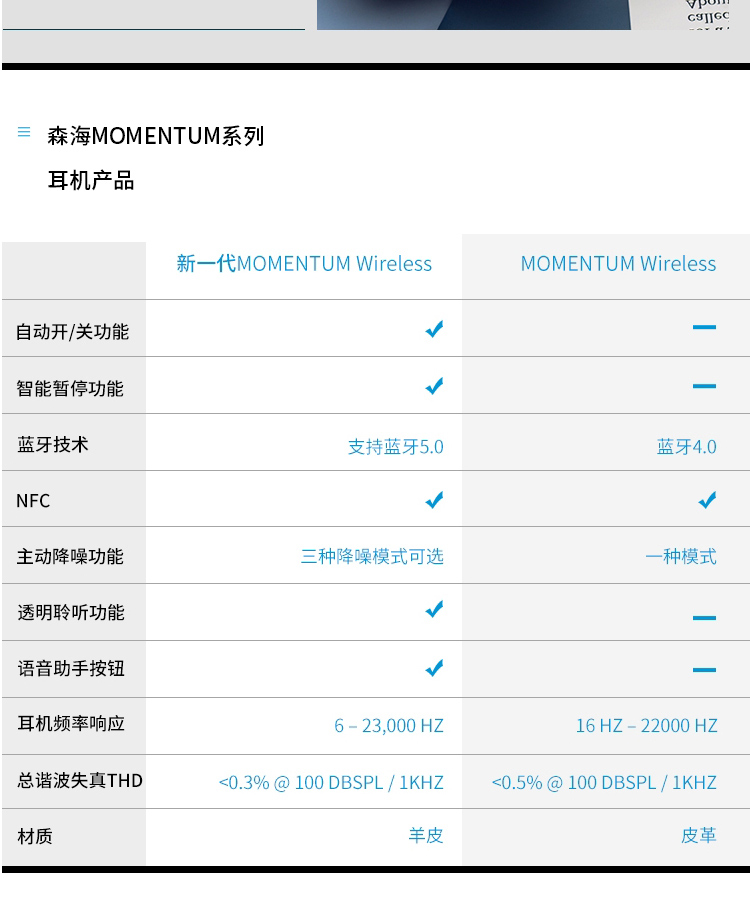 森海MOMENTUM系列
耳机产品
新一代MOMENTUM Wireless MOMENTUM Wireless
自动开/关功能
智能暂停功能
蓝牙技术 支持蓝牙5.0 蓝牙4.0
NFC
主动降噪功能 三种降噪模式可选 一种模式
透明聆听功能
语音助手按钮
耳机频率响应 6 – 23,000 HZ 16 HZ – 22000 HZ
总谐波失真THD <0.3% @ 100 DBSPL / 1KHZ <0.5% @ 100 DBSPL / 1KHZ
材质 羊皮 皮革